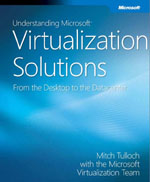 Microsoft
Understanding Microsoft
Virtualization
Solutions
From the Desktop to the Datacenter
Mitch Tulloch
with the Microsoft
Virtualization Team